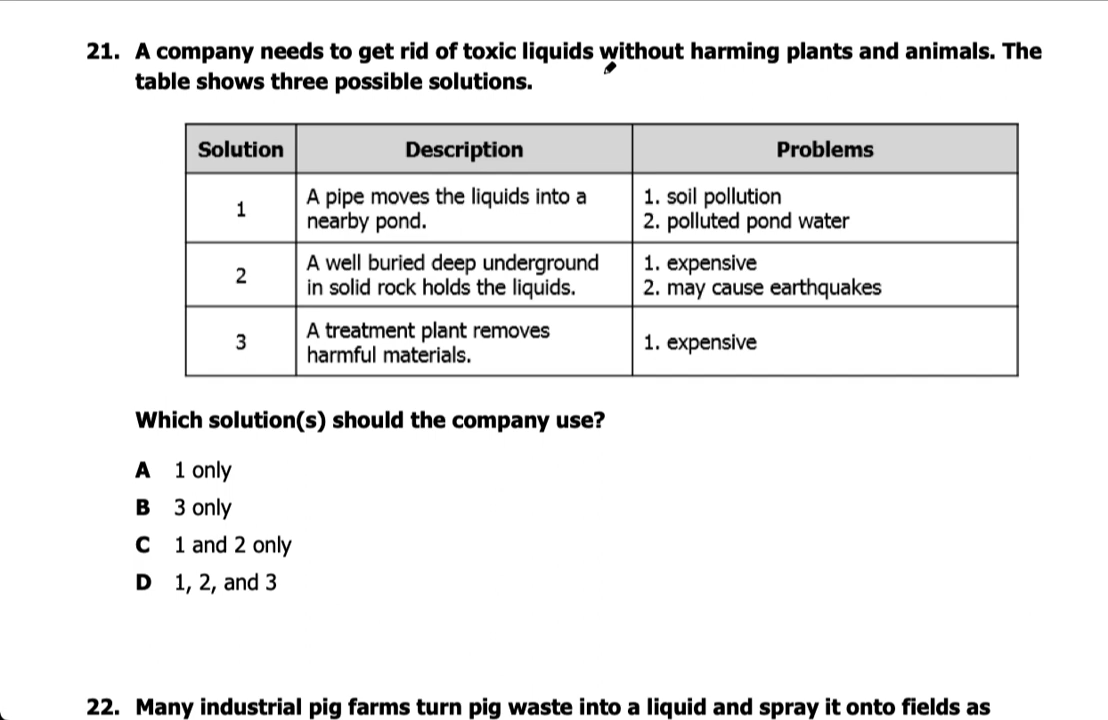 21. A company needs to get rid of toxic liquids without harming plants and animals. The
table shows three possible solutions.
Solution Description Problems
1 A pipe moves the liquids into a nearby pond. 1. soil pollution 2. polluted pond water
2 A well buried deep underground in solid rock holds the liquids. 1. expensive 2. may cause earthquakes
3 A treatment plant removes harmful materials. 1. expensive
Which solution(s) should the company use?
A 1 only
B 3 only
C 1 and 2 only
D 1, 2, and 3
22. Many industrial pig farms turn pig waste into a liquid and spray it onto fields as